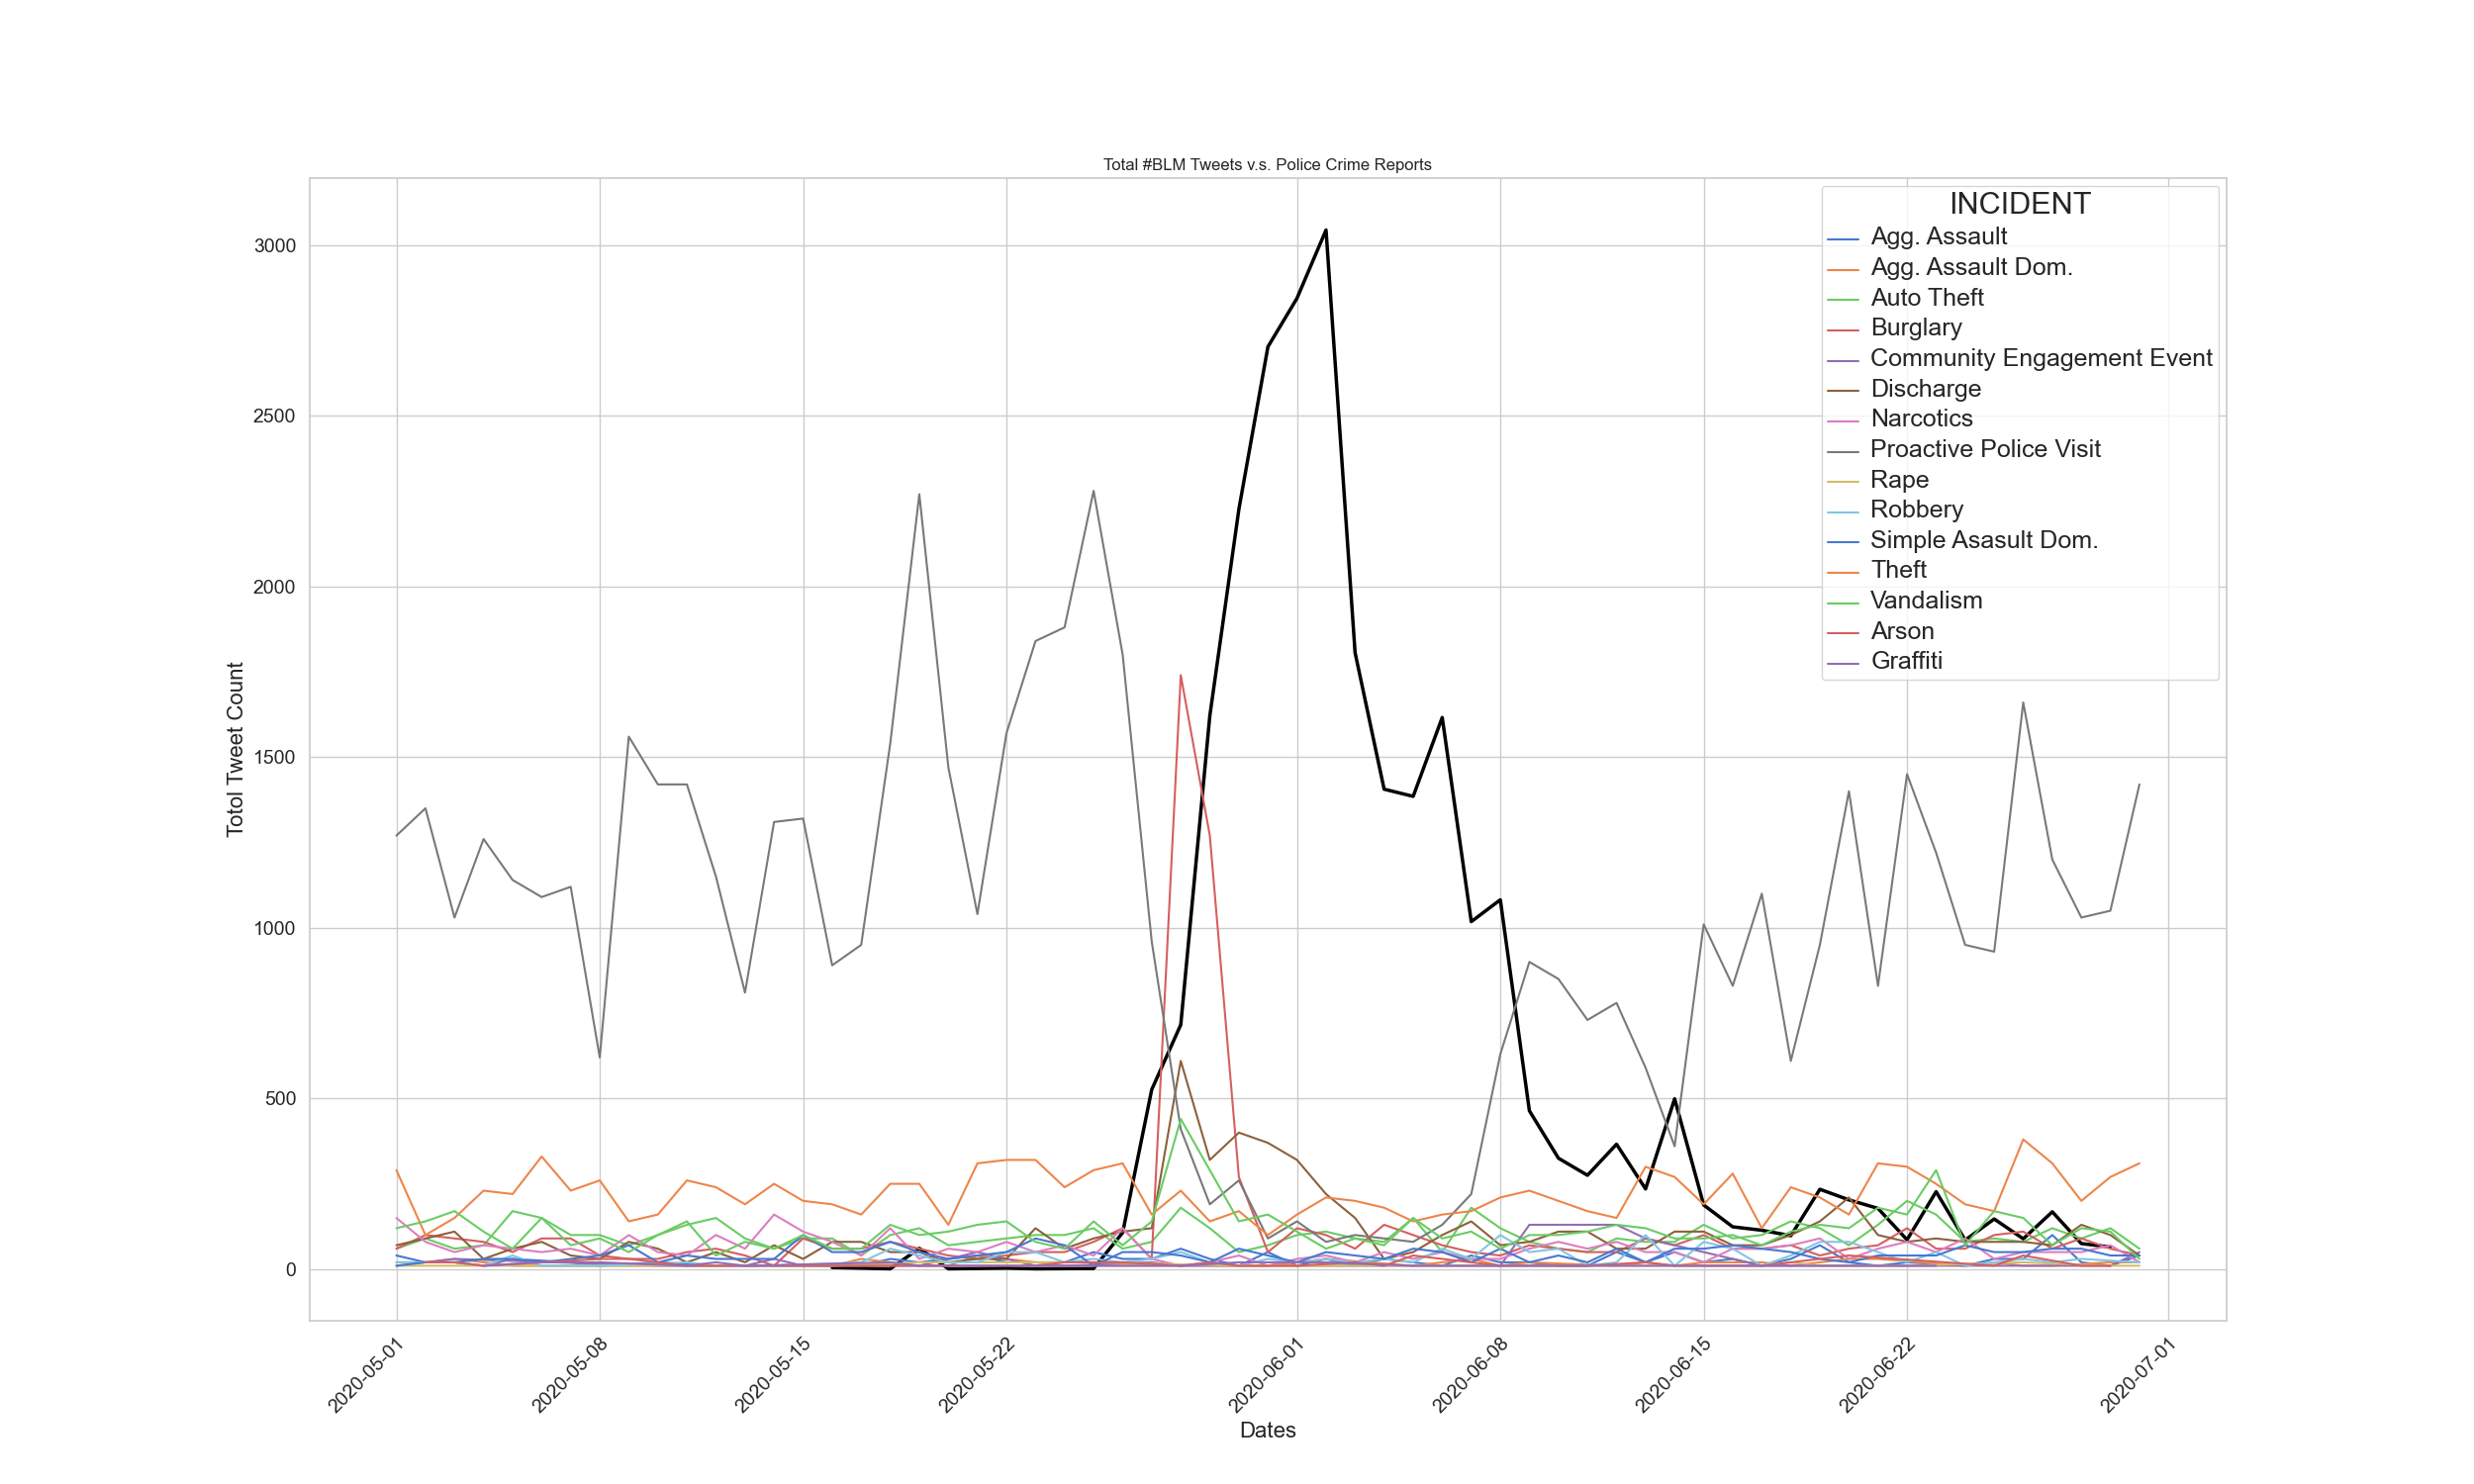 Total #BLM Tweets v.s. Police Crime Reports
INCIDENT
Agg. Assault
Agg. Assault Dom.
Auto Theft
Burglary
Community Engagement Event
Discharge
Narcotics
Proactive Police Visit
Rape
Robbery
Simple Asasult Dom.
Theft
Vandalism
Arson
Graffiti
Totol Tweet Count
3000
2500
2000
1500
1000
500
0
2020-05-01
2020-05-08
2020-05-15
2020-05-22
2020-06-01
2020-06-08
2020-06-15
2020-06-22
2020-07-01
Dates